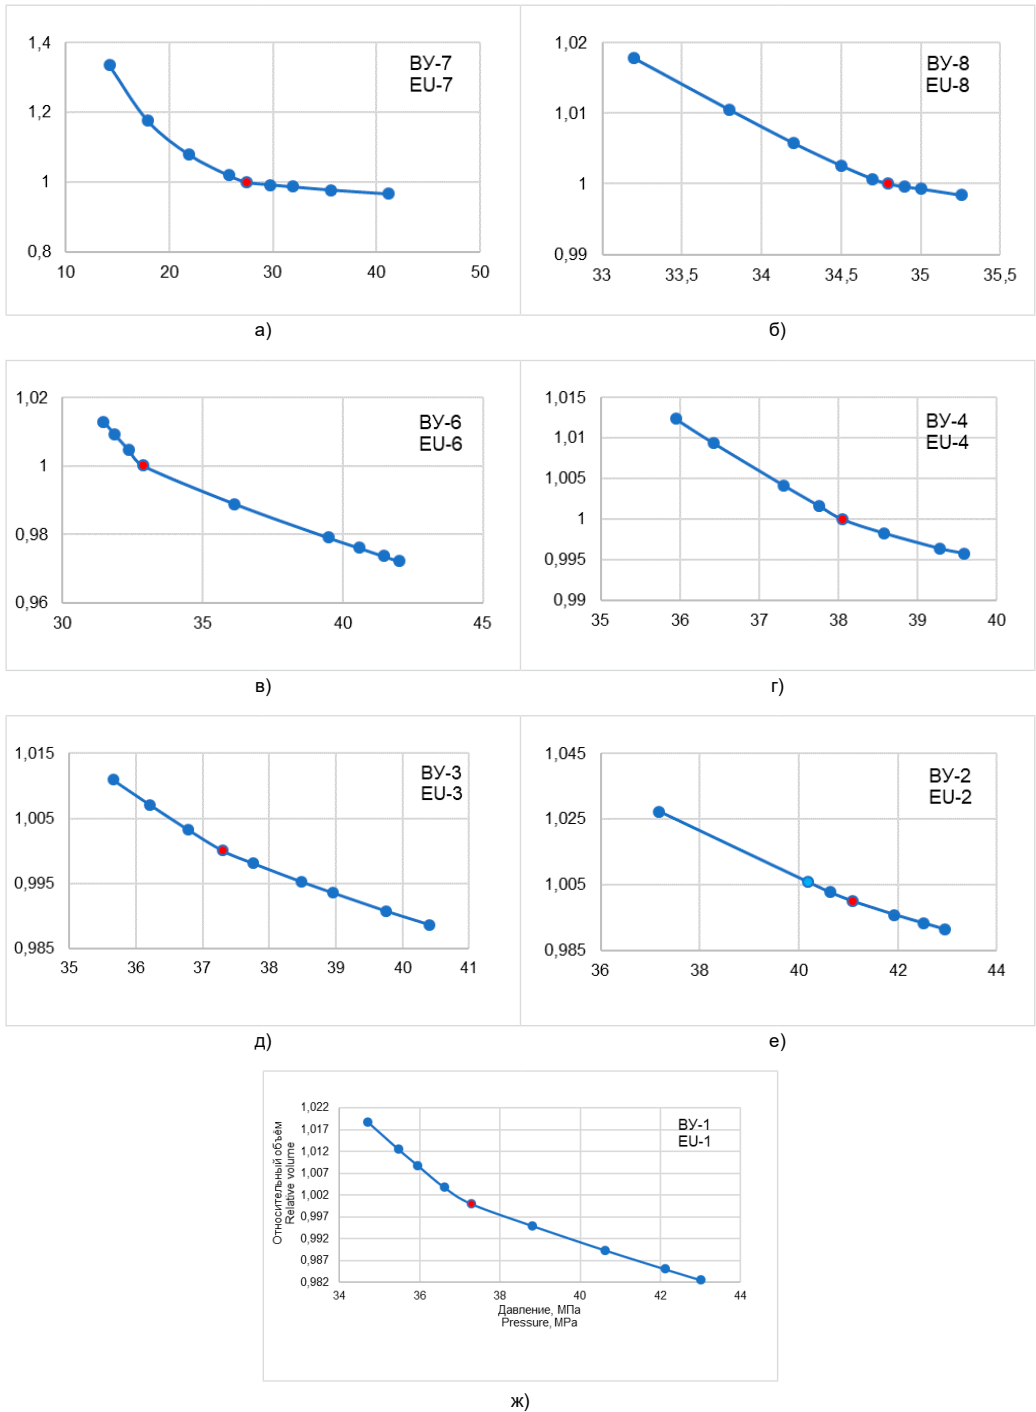 ВУ-7
EU-7
1,4
1,2
1
0,8
10 20 30 40 50
а)
ВУ-8
EU-8
1,02
1,01
1
0,99
33 33,5 34 34,5 35 35,5
б)
ВУ-6
EU-6
1,02
1
0,98
0,96
30 35 40 45
в)
ВУ-4
EU-4
1,015
1,01
1,005
1
0,995
0,99
35 36 37 38 39 40
г)
ВУ-3
EU-3
1,015
1,005
0,995
0,985
35 36 37 38 39 40 41
д)
ВУ-2
EU-2
1,045
1,025
1,005
0,985
36 38 40 42 44
е)
ВУ-1
EU-1
Относительный объём
Relative volume
1,022
1,017
1,012
1,007
1,002
0,997
0,992
0,987
0,982
34 36 38 40 42 44
Давление, МПа
Pressure, MPa
ж)